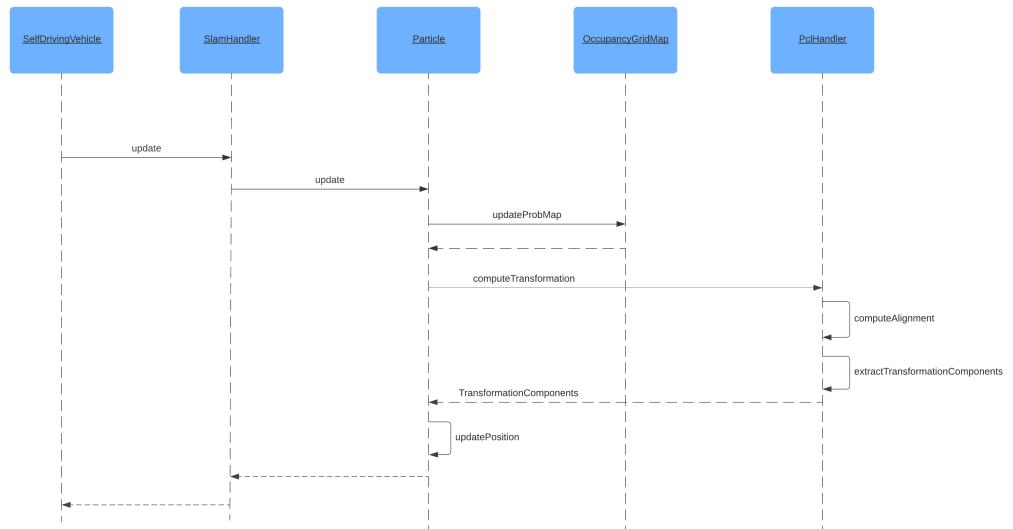 SelfDrivingVehicle
SlamHandler
Particle
OccupancyGridMap
PclHandler
update
update
updateProbMap
computeTransformation
computeAlignment
extractTransformationComponents
TransformationComponents
updatePosition